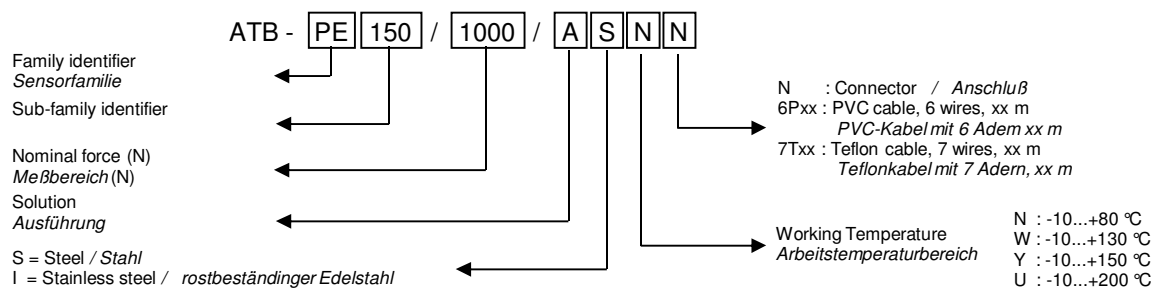 ATB - PE 150 / 1000 / A S N N
Family identifier
Sensorfamilie
Sub-family identifier
Nominal force (N)
Meßbereich (N)
Solution
Ausführung
S = Steel / Stahl
I = Stainless steel / rostbeständinger Edelstahl
N : Connector / Anschluß
6Pxx : PVC cable, 6 wires, xx m
PVC-Kabel mit 6 Adem xx m
7Txx : Teflon cable, 7 wires, xx m
Teflonkabel mit 7 Adern, xx m
Working Temperature
Arbeitstemperaturbereich
N : -10...+80 °C
W : -10...+130 °C
Y : -10...+150 °C
U : -10...+200 °C